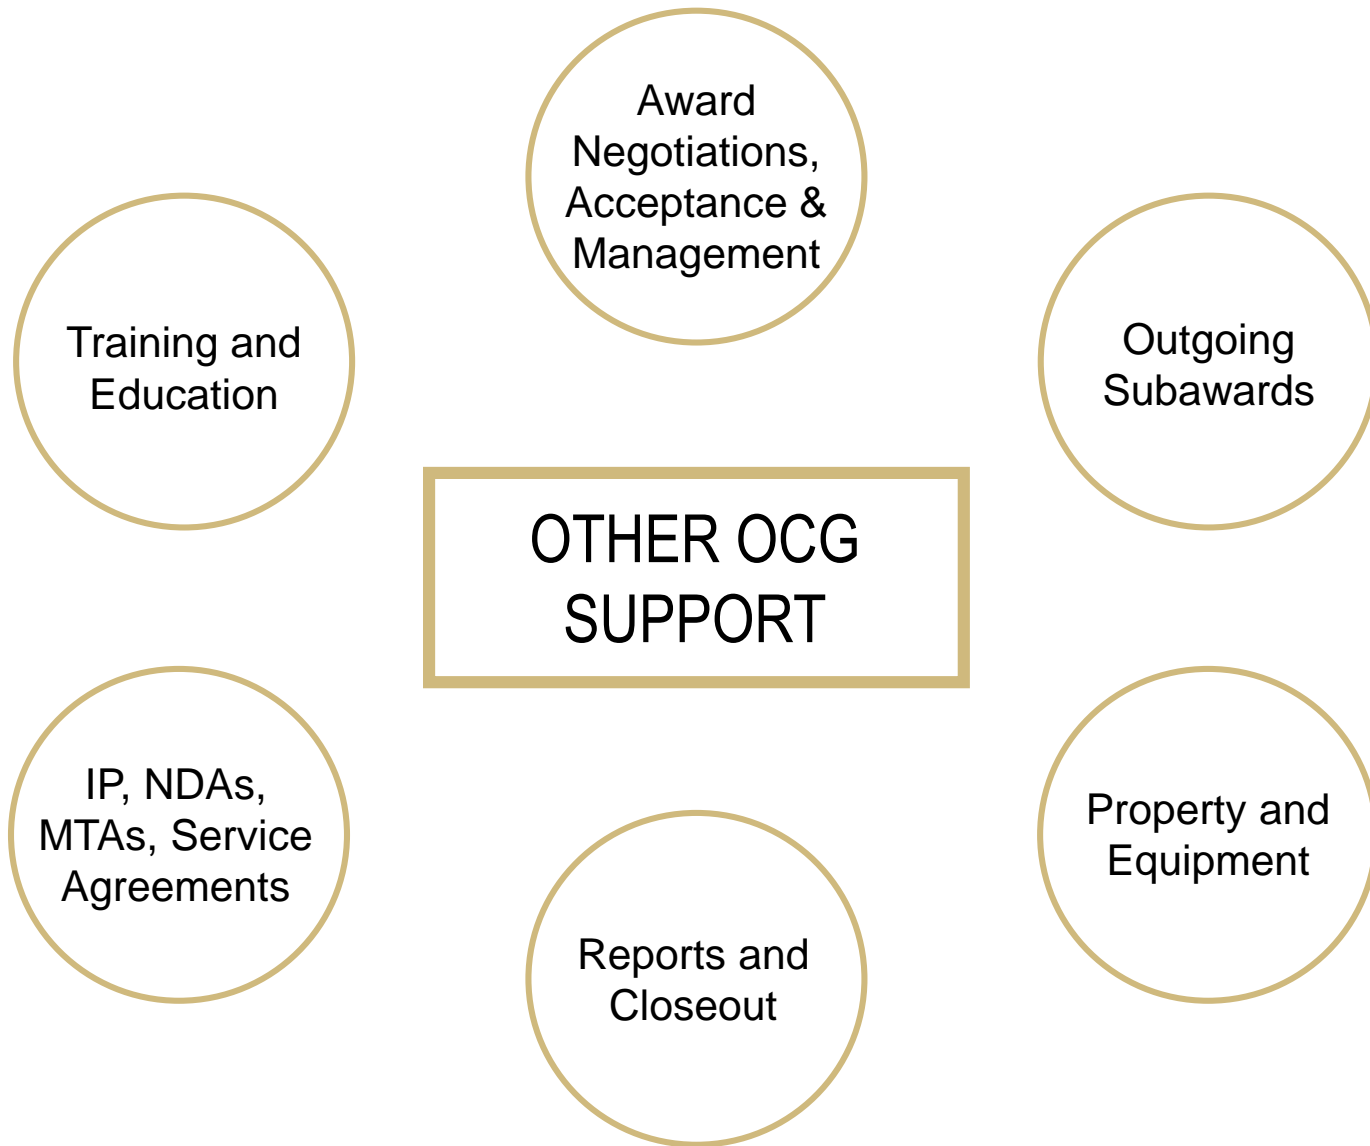 Award
Negotiations,
Acceptance &
Management
Training and
Education
Outgoing
Subawards
OTHER OCG
SUPPORT
IP, NDAs,
MTAs, Service
Agreements
Property and
Equipment
Reports and
Closeout